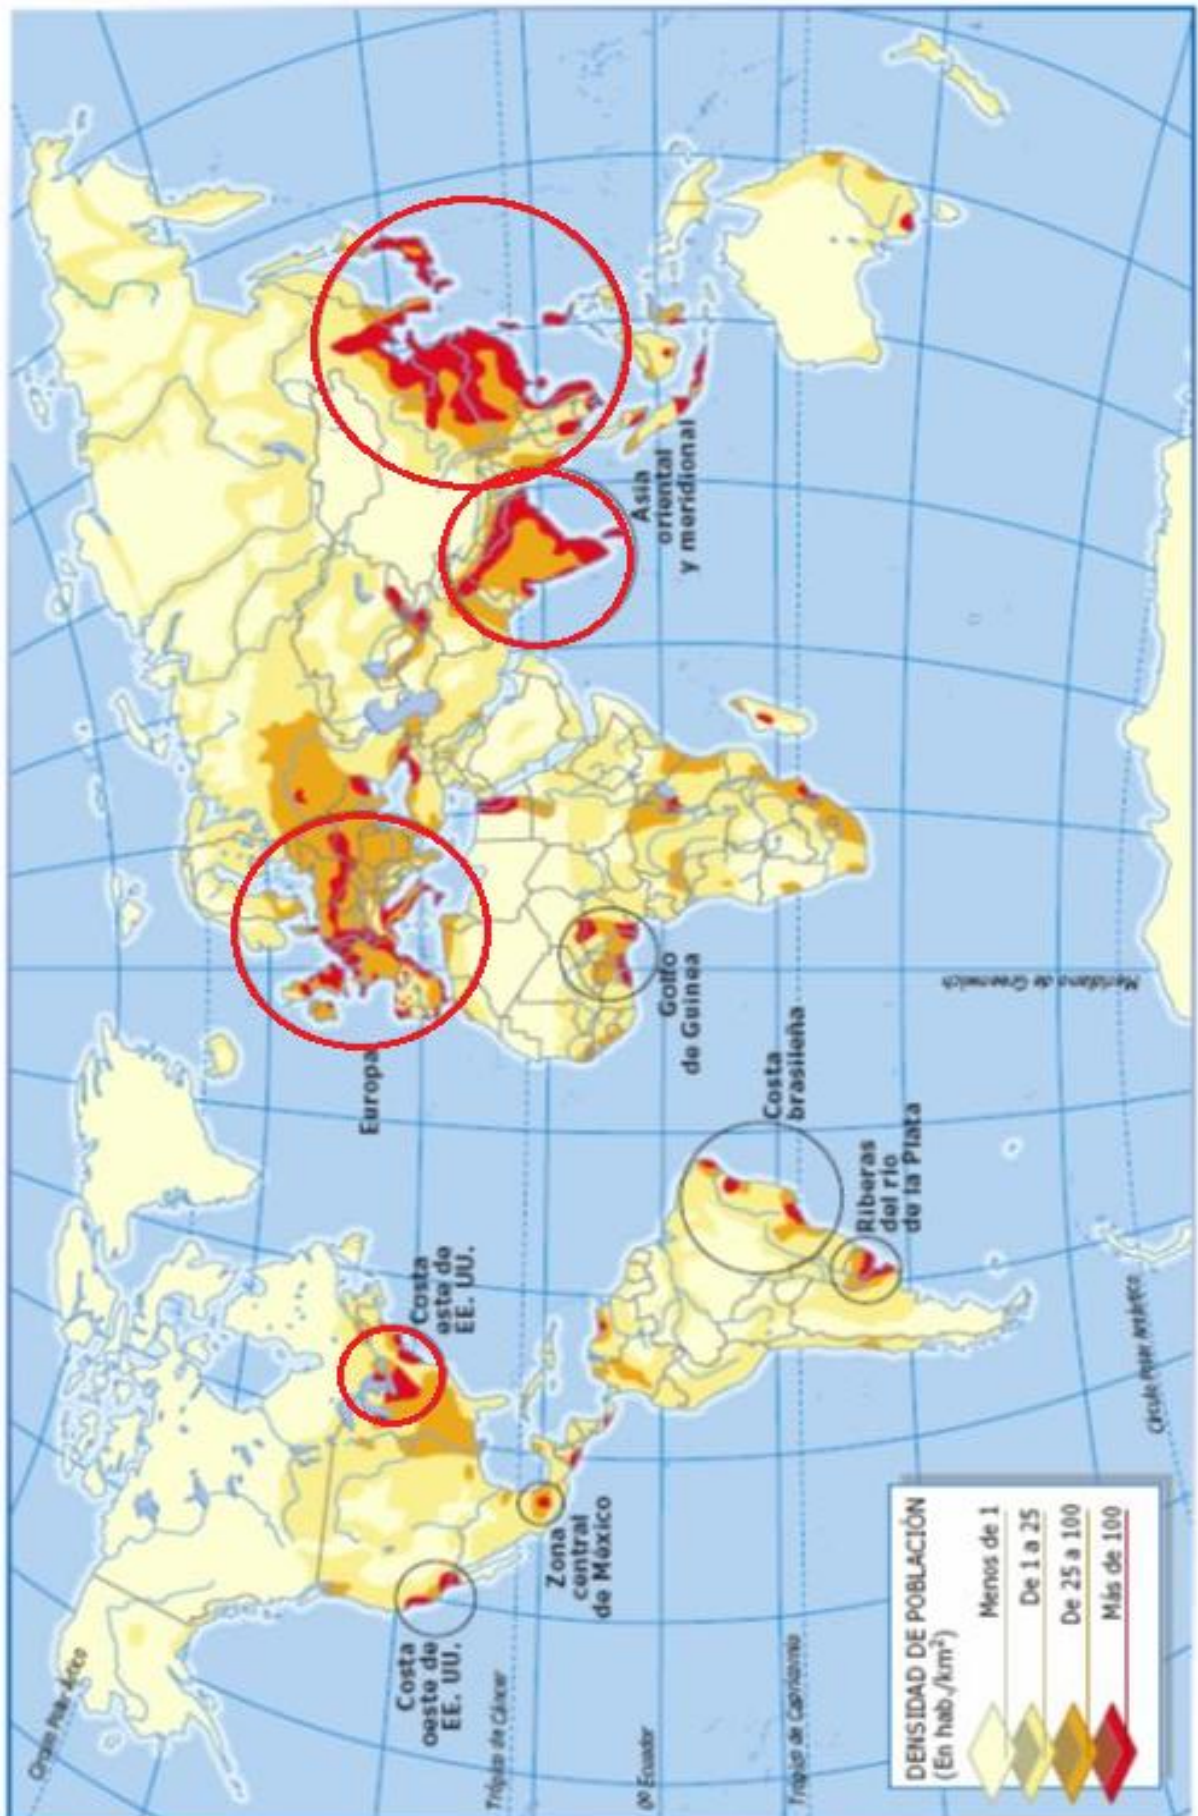 Círculo Polar Ártico
Costa
oeste de
EE. UU.
Costa
este de
EE. UU.
Europa
Asia
oriental
y meridional
Zona
central
de México
Golfo
de Guinea
Costa
brasileña
Riberas
del río
de la Plata
Trópico de Cáncer
0º Ecuador
Trópico de Capricornio
Círculo Polar Antártico
Meridiano de Greenwich
DENSIDAD DE POBLACIÓN
(En hab./km²)
Menos de 1
De 1 a 25
De 25 a 100
Más de 100